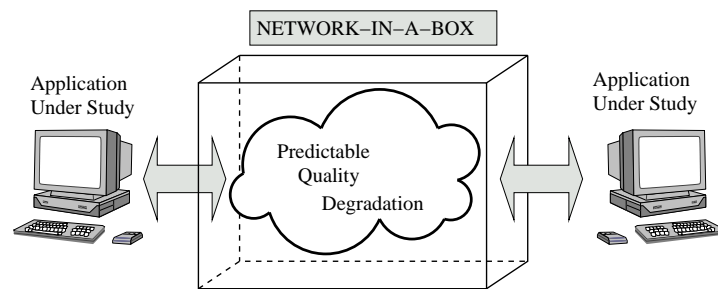 NETWORK−IN−A−BOX
Application
Under Study
Application
Under Study
Predictable
Quality
Degradation